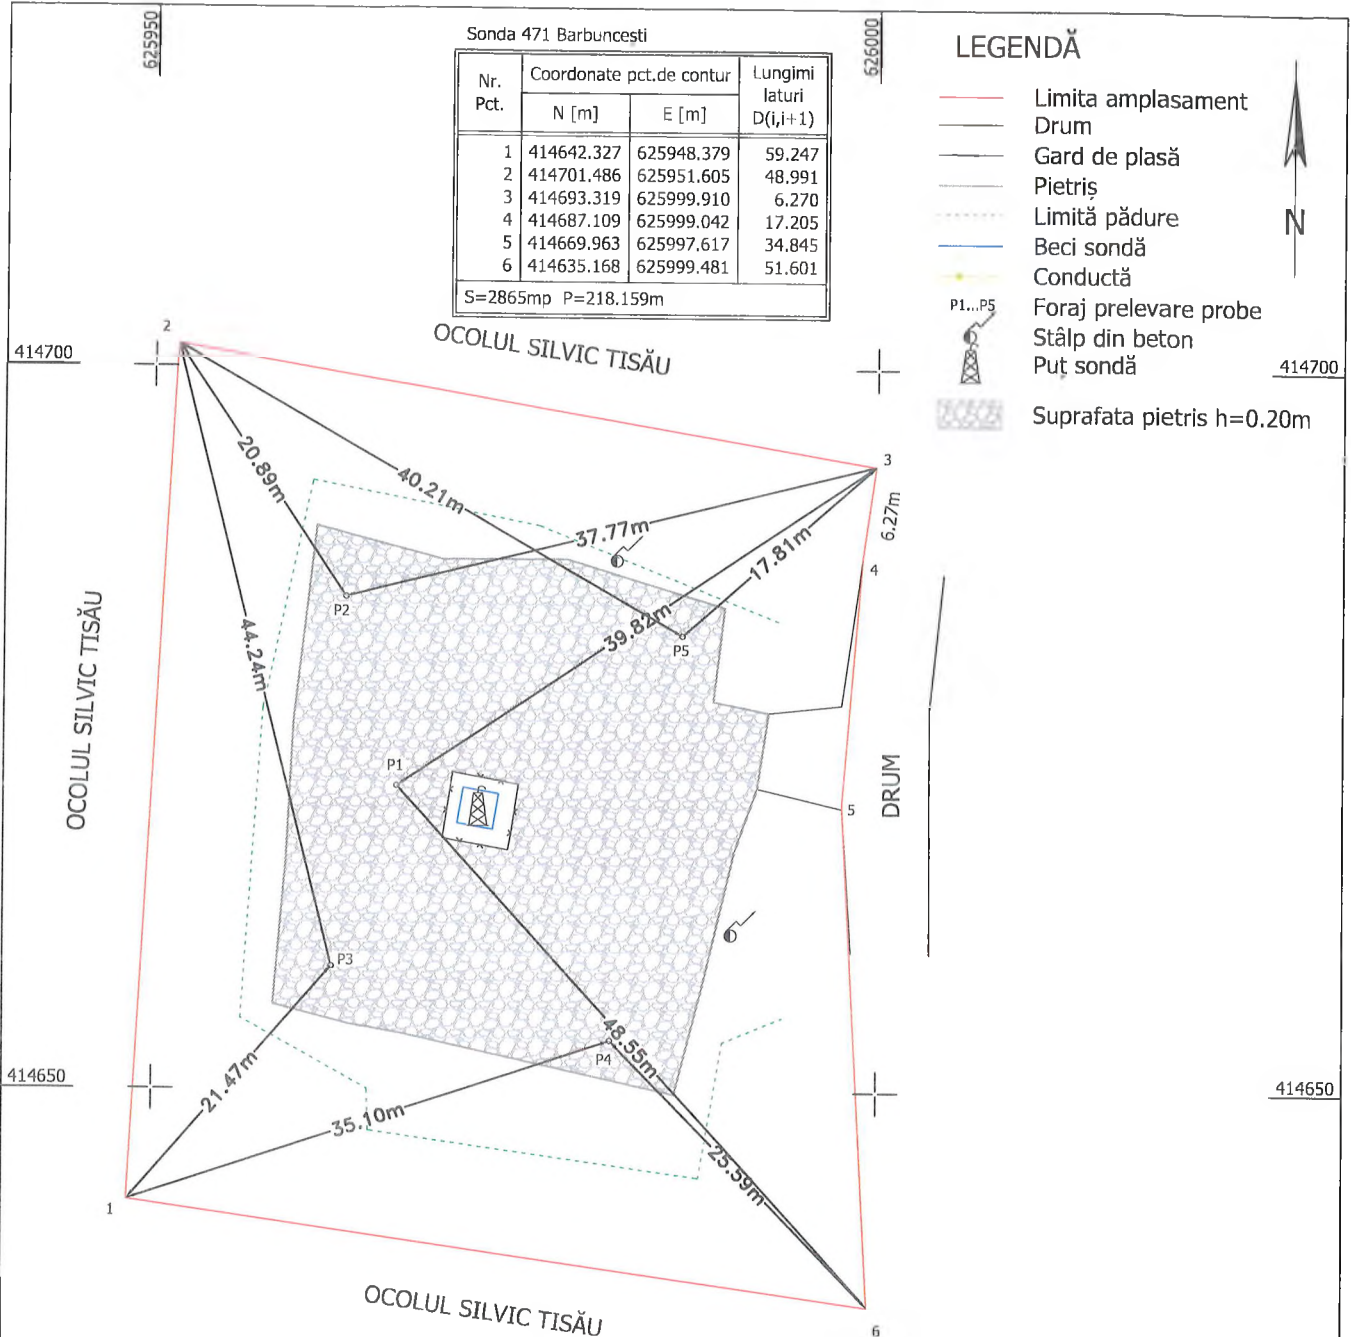 625950
626000
Sonda 471 Barbuncești
Nr. Pct. Coordonate pct.de contur Lungimi laturi D(i,i+1)
N [m] E [m]
1 414642.327 625948.379 59.247
2 414701.486 625951.605 48.991
3 414693.319 625999.910 6.270
4 414687.109 625999.042 17.205
5 414669.963 625997.617 34.845
6 414635.168 625999.481 51.601
S=2865mp P=218.159m
LEGENDĂ
Limita amplasament
Drum
Gard de plasă
Pietriș
Limită pădure
Beci sondă
Conductă
P1...P5 Foraj prelevare probe
Stâlp din beton
Puț sondă
Suprafata pietris h=0.20m
N
OCOLUL SILVIC TISĂU
2
414700
414700
3
20.89m
40.21m
37.77m
6.27m
17.81m
4
P2
39.82m
P5
44.24m
OCOLUL SILVIC TISĂU
P1
DRUM
5
P3
48.55m
P4
414650
414650
21.47m
35.10m
25.59m
1
OCOLUL SILVIC TISĂU
6